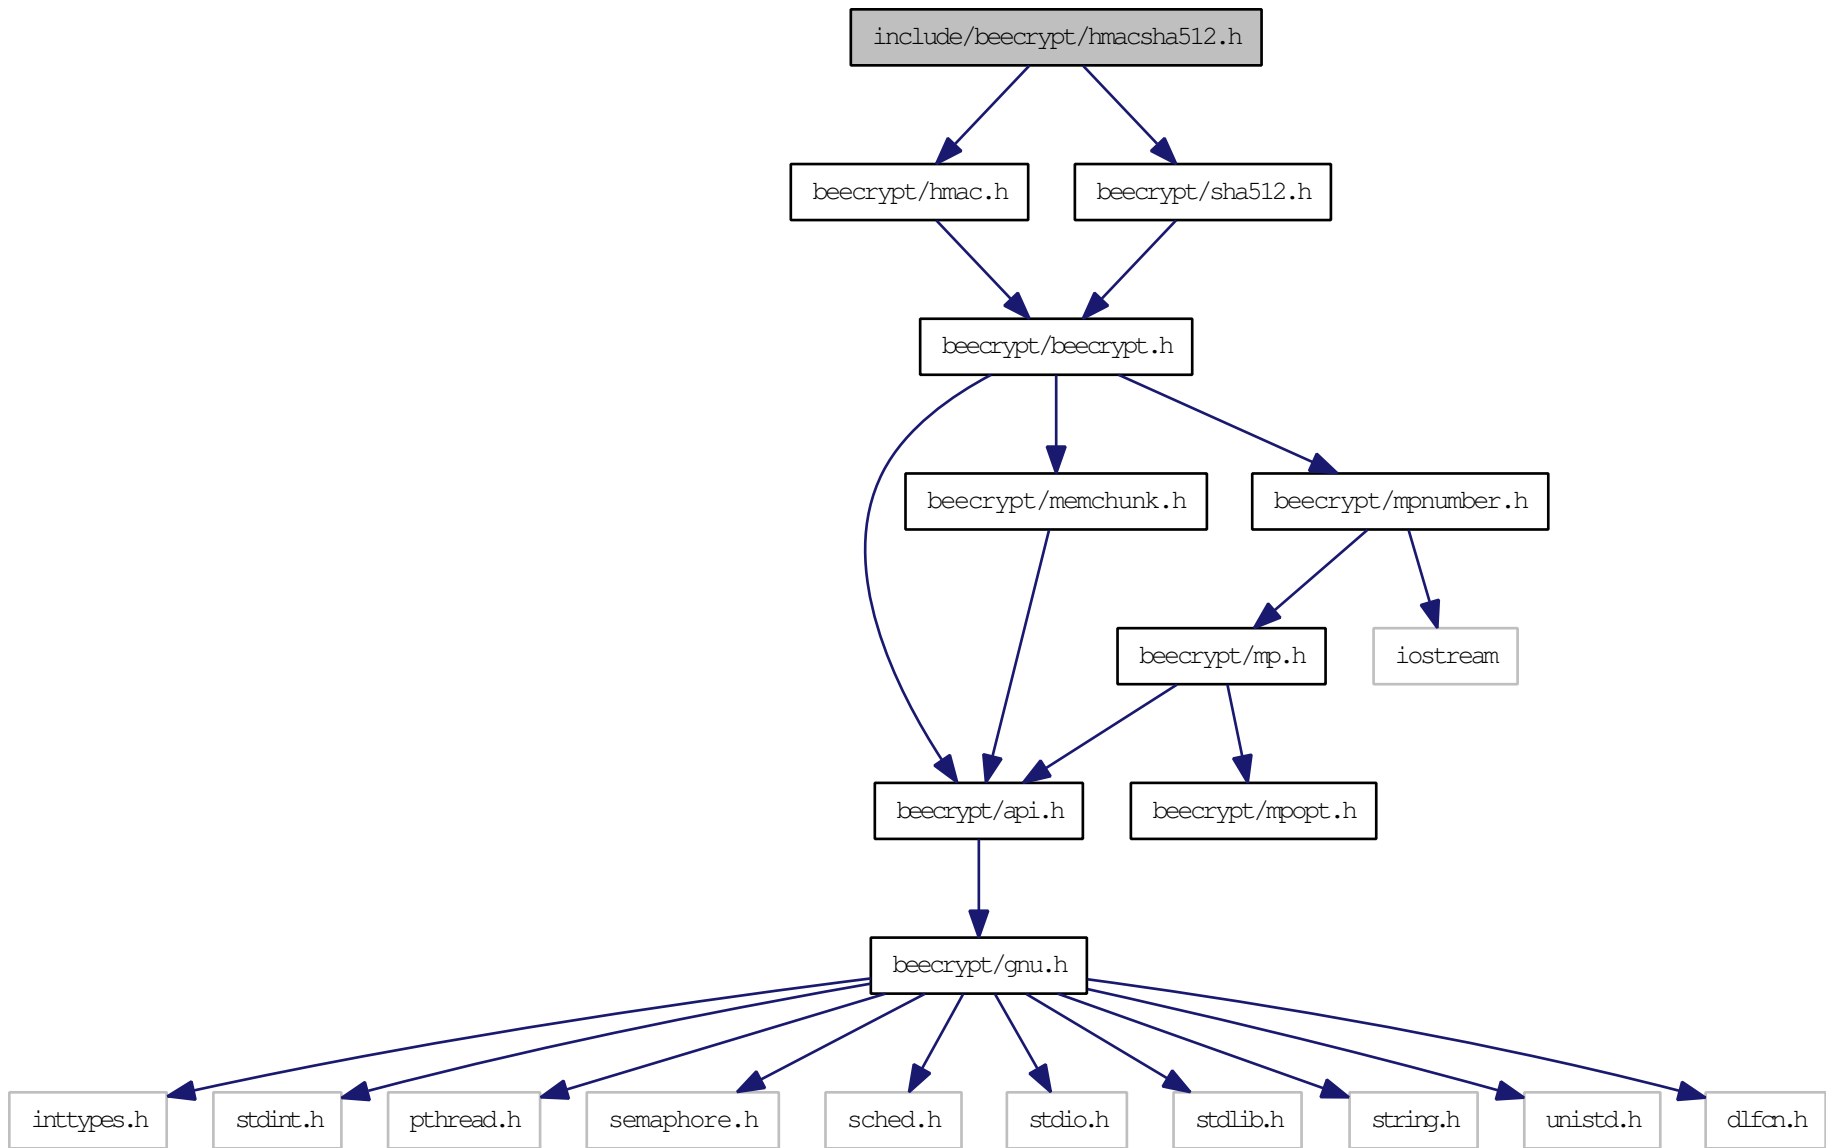 include/beecrypt/hmacsha512.h
beecrypt/hmac.h
beecrypt/sha512.h
beecrypt/beecrypt.h
beecrypt/memchunk.h
beecrypt/mpnumber.h
beecrypt/mp.h
iostream
beecrypt/api.h
beecrypt/mpopt.h
beecrypt/gnu.h
inttypes.h
stdint.h
pthread.h
semaphore.h
sched.h
stdio.h
stdlib.h
string.h
unistd.h
dlfcn.h